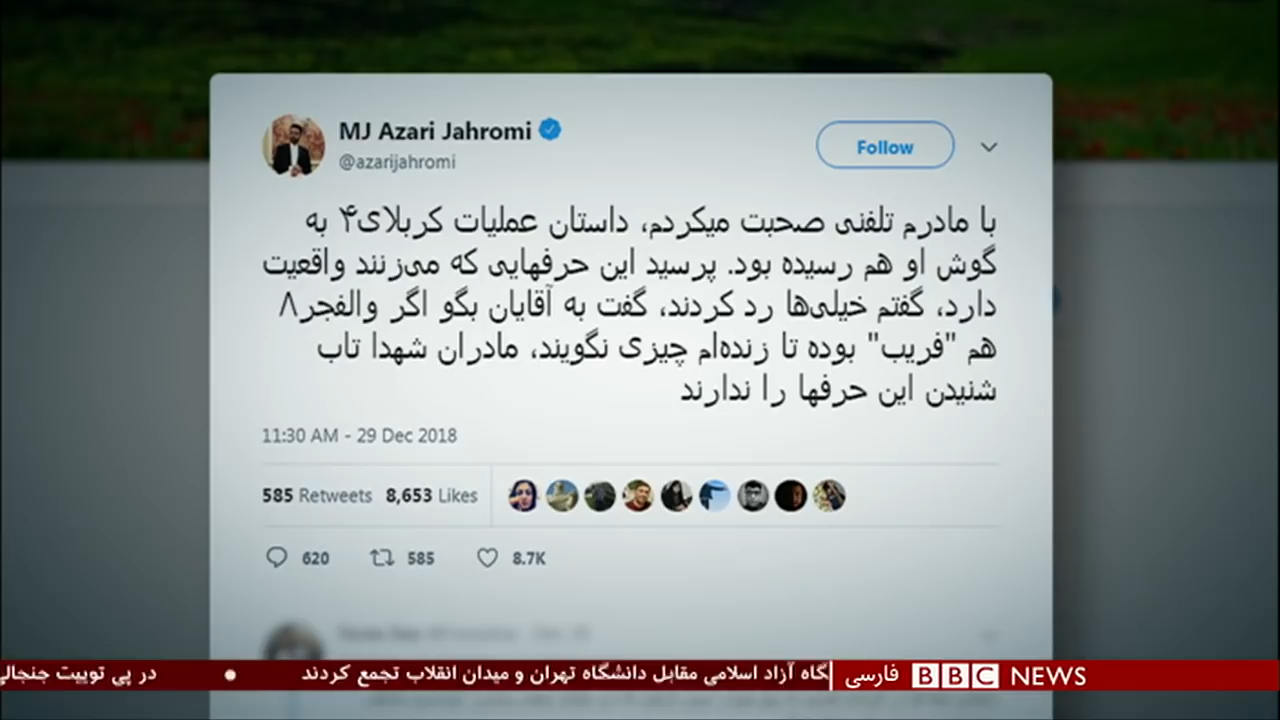 MJ Azari Jahromi
@azarijahromi
Follow
با مادرم تلفنی صحبت میکردم، داستان عملیات کربلای۴ به
گوش او هم رسیده بود. پرسید این حرفهایی که می‌زنند واقعیت
دارد، گفتم خیلی‌ها رد کردند، گفت به آقایان بگو اگر والفجر۸
هم "فریب" بوده تا زنده‌ام چیزی نگویند، مادران شهدا تاب
شنیدن این حرفها را ندارند
11:30 AM - 29 Dec 2018
585 Retweets 8,653 Likes
620 585 8.7K
BBC NEWS فارسی
گاه آزاد اسلامی مقابل دانشگاه تهران و میدان انقلاب تجمع کردند • در پی توییت جنجالی